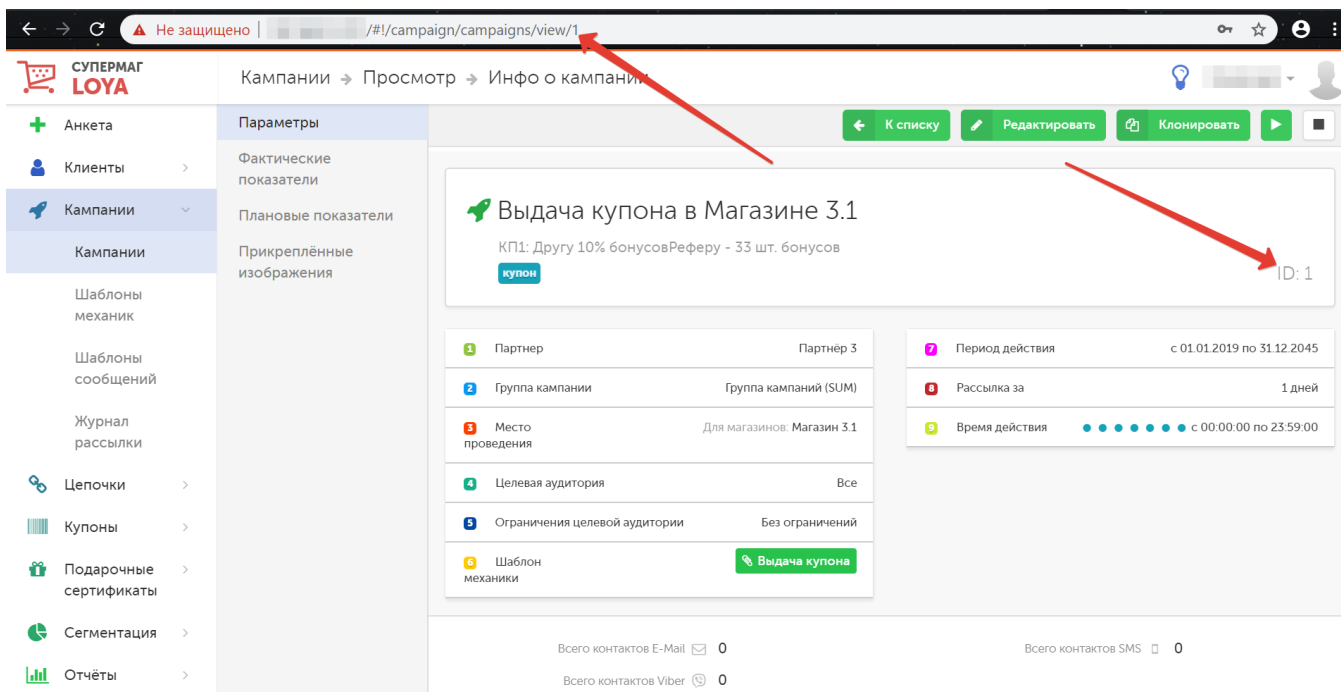 Не защищено
/#!/campaign/campaigns/view/1
СУПЕРМАГ
LOYA
Кампании → Просмотр → Инфо о кампании
Анкета
Клиенты
Кампании
Кампании
Шаблоны
механик
Шаблоны
сообщений
Журнал
рассылки
Цепочки
Купоны
Подарочные
сертификаты
Сегментация
Отчёты
Параметры
Фактические
показатели
Плановые показатели
Прикреплённые
изображения
К списку
Редактировать
Клонировать
Выдача купона в Магазине 3.1
КП1: Другу 10% бонусовРеферу - 33 шт. бонусов
купон
ID: 1
1 Партнер Партнёр 3
2 Группа кампании Группа кампаний (SUM)
3 Место
проведения Для магазинов: Магазин 3.1
4 Целевая аудитория Все
5 Ограничения целевой аудитории Без ограничений
6 Шаблон
механики Выдача купона
7 Период действия с 01.01.2019 по 31.12.2045
8 Рассылка за 1 дней
9 Время действия с 00:00:00 по 23:59:00
Всего контактов E-Mail 0
Всего контактов SMS 0
Всего контактов Viber 0